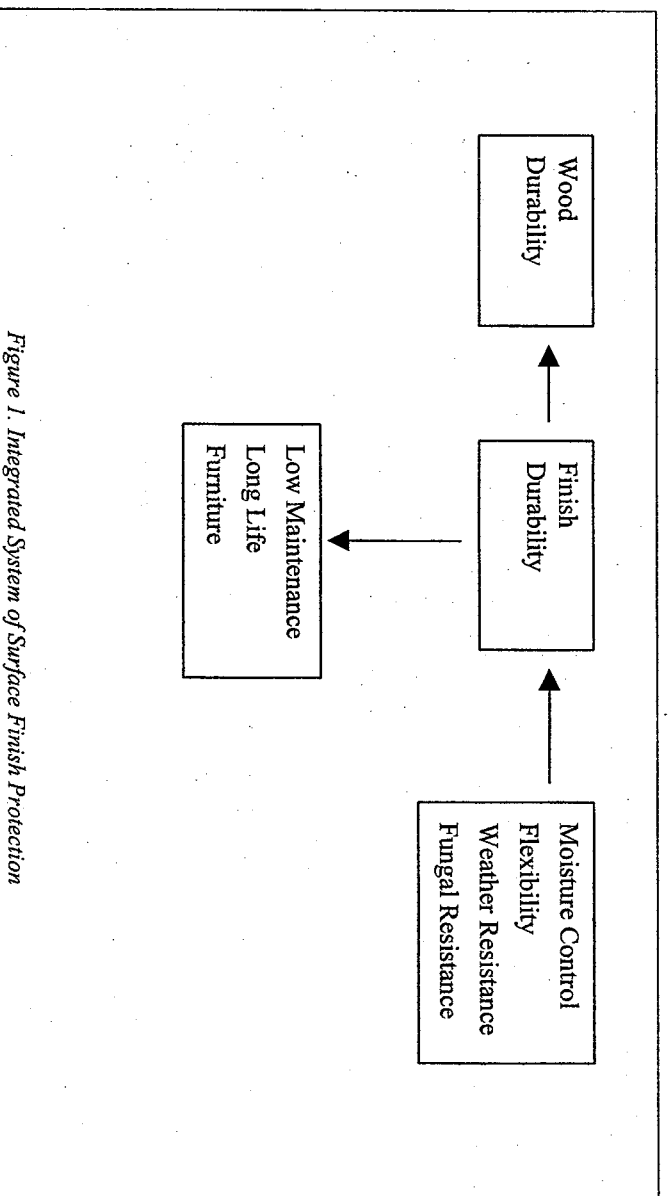 Wood
Durability
Finish
Durability
Moisture Control
Flexibility
Weather Resistance
Fungal Resistance
Low Maintenance
Long Life
Furniture
Figure 1. Integrated System of Surface Finish Protection